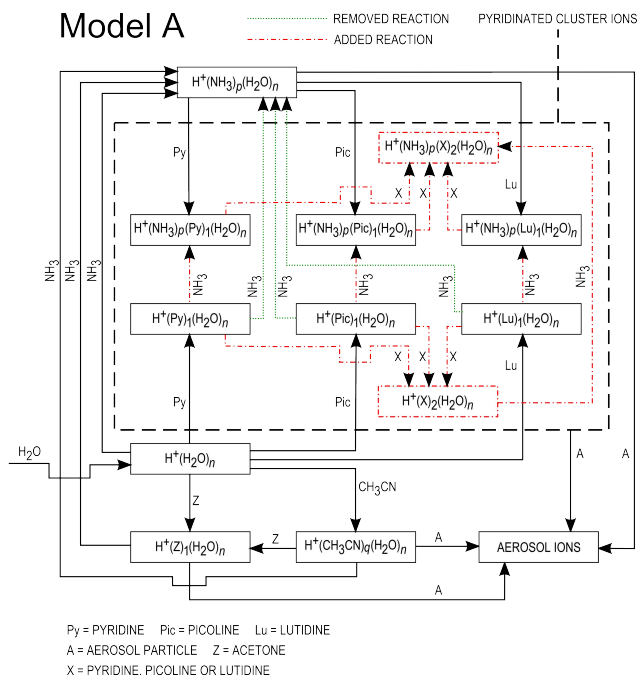 Model A
REMOVED REACTION
ADDED REACTION
PYRIDINATED CLUSTER IONS
H+(NH3)p(H2O)n
Py
Pic
Lu
H+(NH3)p(X)2(H2O)n
X
X
X
H+(NH3)p(Py)1(H2O)n
H+(NH3)p(Pic)1(H2O)n
H+(NH3)p(Lu)1(H2O)n
NH3
NH3
NH3
NH3
NH3
NH3
NH3
NH3
NH3
NH3
H+(Py)1(H2O)n
H+(Pic)1(H2O)n
H+(Lu)1(H2O)n
X
X
X
Py
Pic
Lu
H+(X)2(H2O)n
H2O
H+(H2O)n
A
A
Z
CH3CN
H+(Z)1(H2O)n
Z
H+(CH3CN)q(H2O)n
A
AEROSOL IONS
A
Py = PYRIDINE Pic = PICOLINE Lu = LUTIDINE
A = AEROSOL PARTICLE Z = ACETONE
X = PYRIDINE, PICOLINE OR LUTIDINE